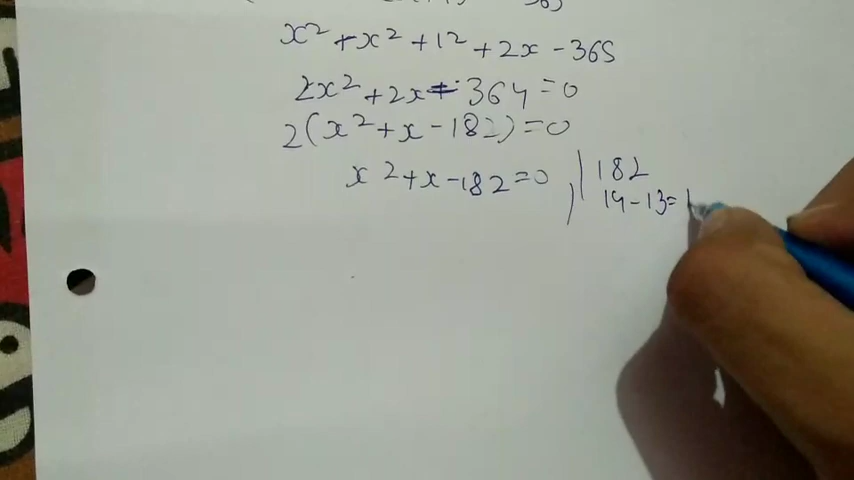 x² + x² + 1² + 2x - 365
2x² + 2x - 364 = 0
2(x² + x - 182) = 0
x² + x - 182 = 0 | 182
14 - 13 = 1